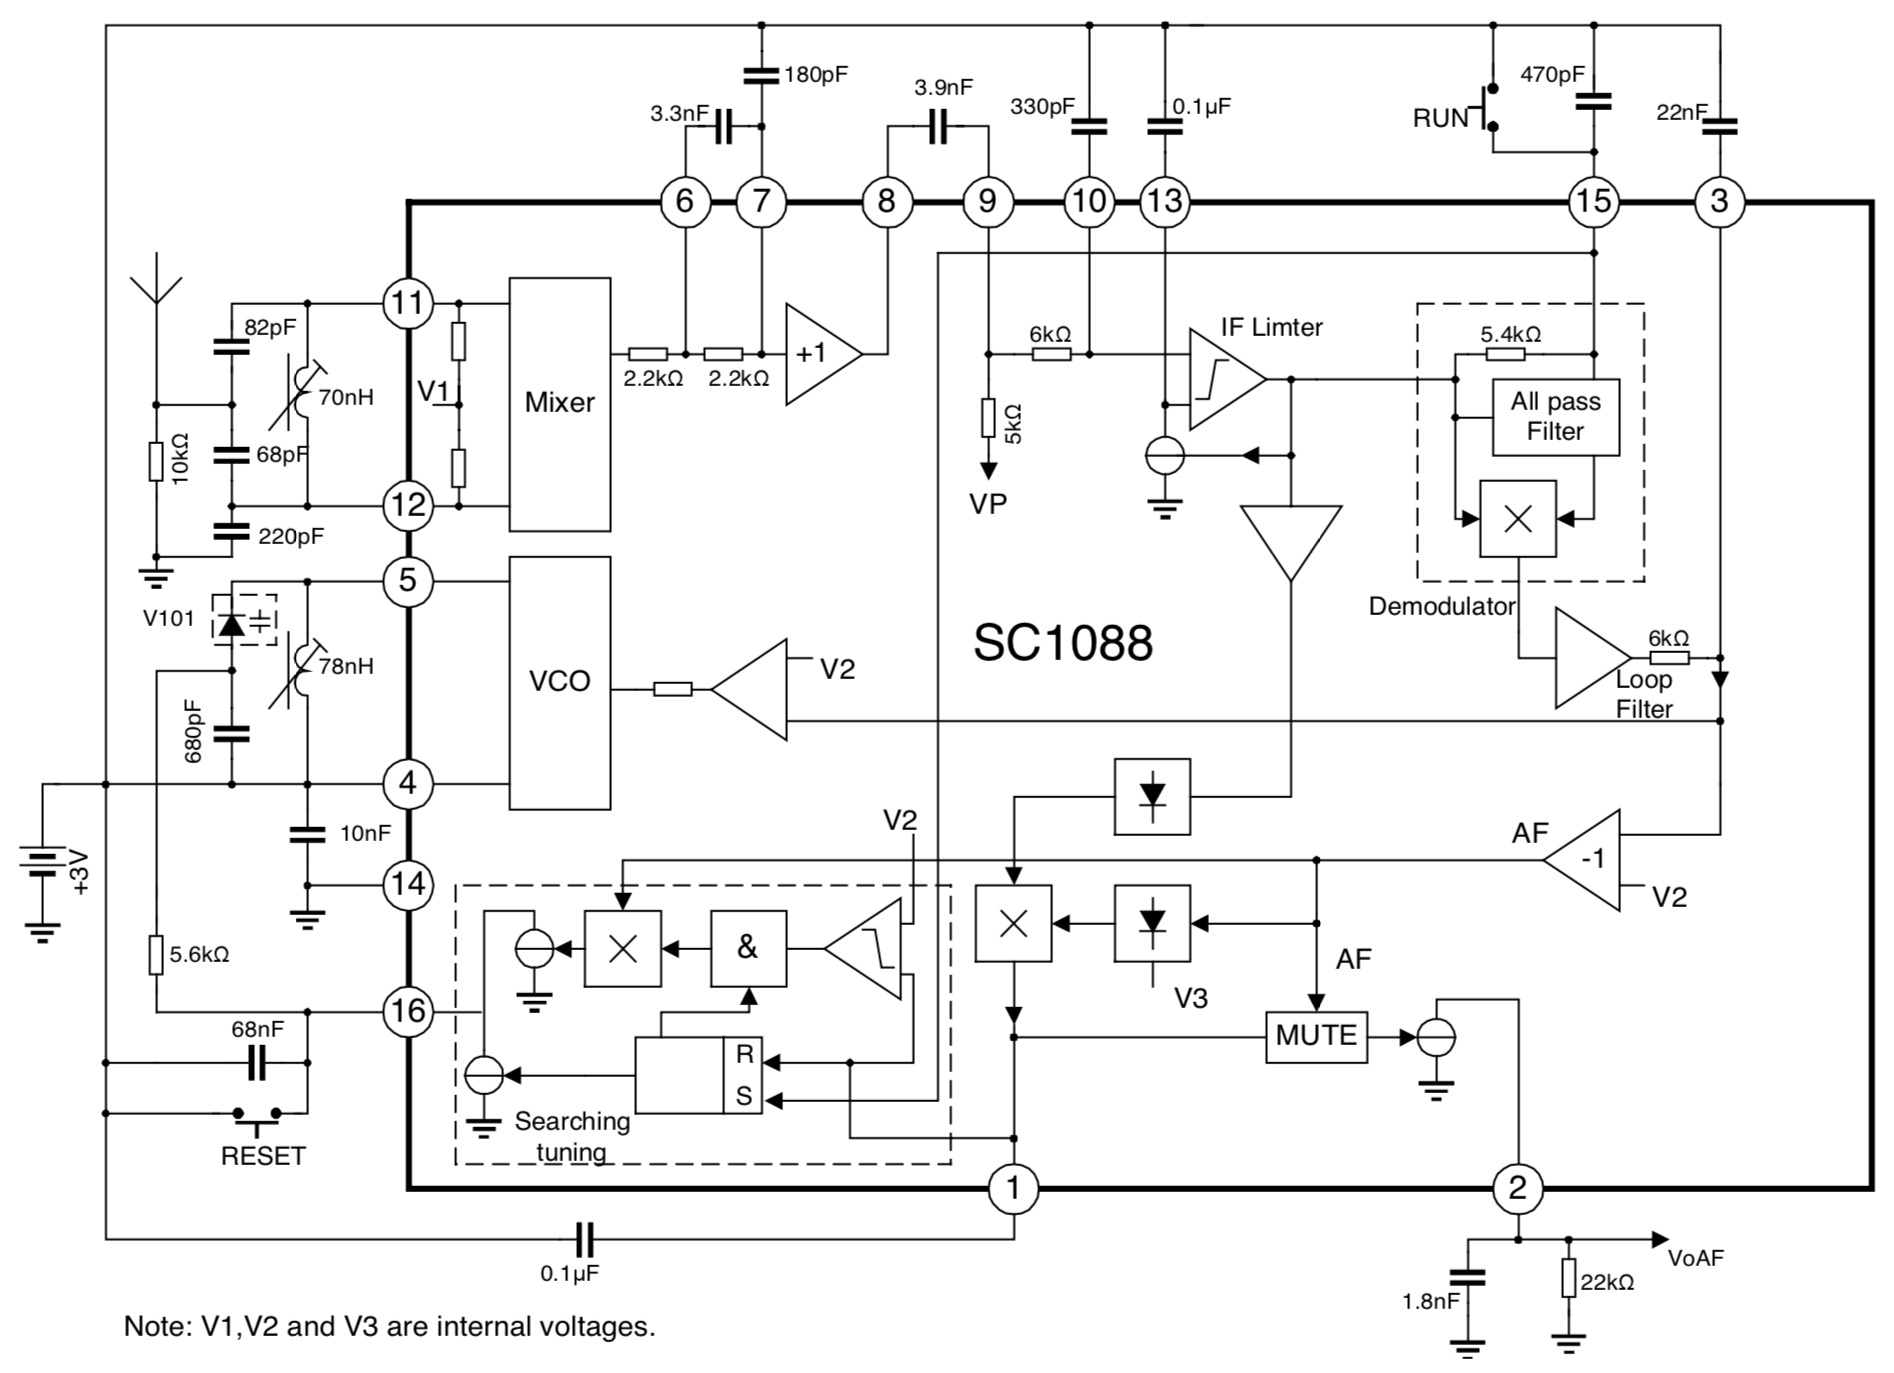 180pF
3.3nF
3.9nF
330pF
0.1µF
RUN
470pF
22nF
6
7
8
9
10
13
15
3
11
82pF
70nH
V1
Mixer
2.2kΩ
2.2kΩ
+1
6kΩ
IF Limter
5.4kΩ
All pass
Filter
10kΩ
68pF
5kΩ
VP
12
220pF
5
V101
78nH
VCO
V2
SC1088
Demodulator
6kΩ
Loop
Filter
680pF
4
+3V
10nF
14
V2
AF
-1
V2
5.6kΩ
&
V3
AF
16
68nF
R
S
MUTE
RESET
Searching
tuning
1
2
0.1µF
VoAF
1.8nF
22kΩ
Note: V1,V2 and V3 are internal voltages.